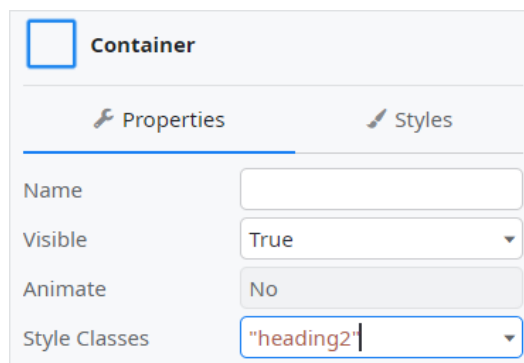 Container
Properties Styles
Name
Visible True
Animate No
Style Classes "heading2"